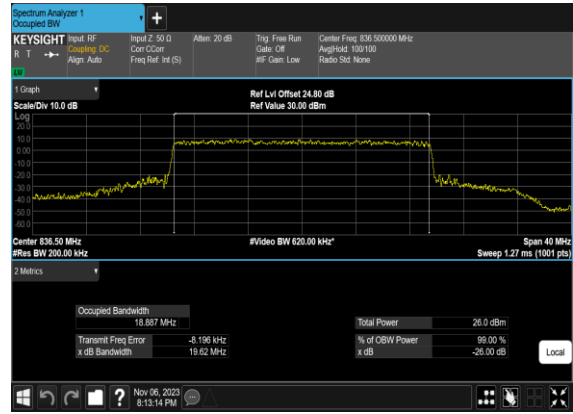 Spectrum Analyzer 1
Occupied BW
+
KEYSIGHT Input: RF Input Z: 50 Ω Atten: 20 dB Trig: Free Run Center Freq: 836.500000 MHz
R T Coupling: DC Corr CCorr Gate: Off Avg|Hold: 100/100
Align: Auto Freq Ref: Int (S) #IF Gain: Low Radio Std: None
1 Graph Ref Lvl Offset 24.80 dB
Scale/Div 10.0 dB Ref Value 30.00 dBm
Log
20.0
10.0
0.00
-10.0
-20.0
-30.0
-40.0
-50.0
-60.0
Center 836.50 MHz #Video BW 620.00 kHz* Span 40 MHz
#Res BW 200.00 kHz Sweep 1.27 ms (1001 pts)
2 Metrics
Occupied Bandwidth
18.887 MHz Total Power 26.0 dBm
Transmit Freq Error -8.196 kHz % of OBW Power 99.00 %
x dB Bandwidth 19.62 MHz x dB -26.00 dB
Local
? Nov 06, 2023
8:13:14 PM